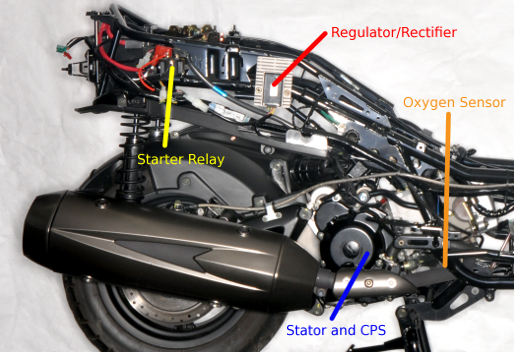 Regulator/Rectifier
Oxygen Sensor
Starter Relay
Stator and CPS